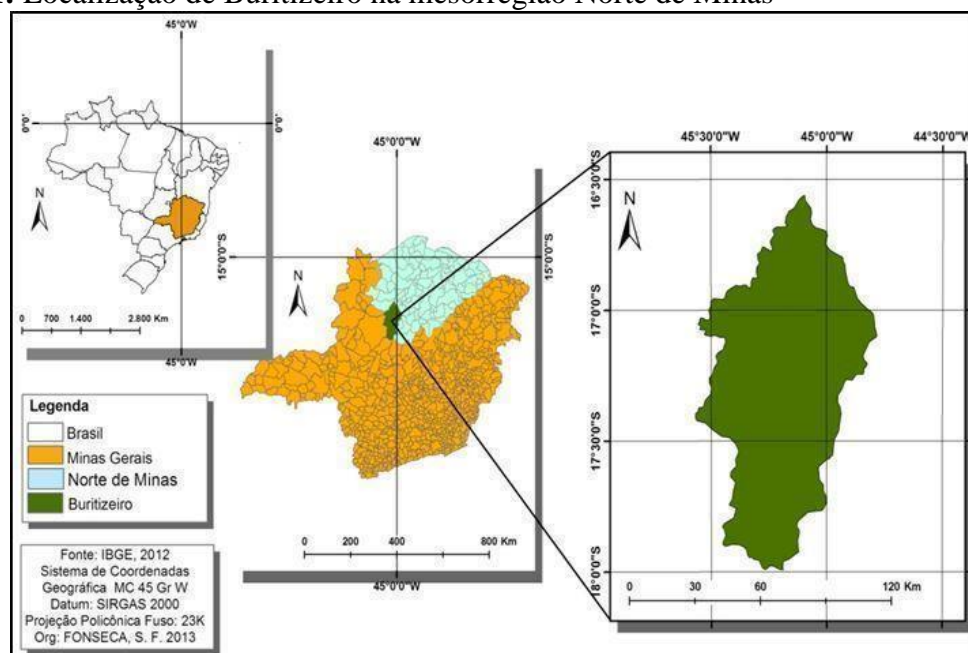 Localização de Buritizeiro na mesorregião Norte de Minas
45°0'0"W
0°0'0"
0°0'0"
N
0 700 1.400 2.800 Km
45°0'0"W
Legenda
Brasil
Minas Gerais
Norte de Minas
Buritizeiro
Fonte: IBGE, 2012
Sistema de Coordenadas
Geográfica MC 45 Gr W
Datum: SIRGAS 2000
Projeção Policônica Fuso: 23K
Org: FONSECA, S. F. 2013
45°0'0"W
15°0'0"S
15°0'0"S
N
0 200 400 800 Km
45°0'0"W
45°30'0"W 45°0'0"W 44°30'0"W
16°30'0"S
N
17°0'0"S
17°30'0"S
18°0'0"S
0 30 60 120 Km